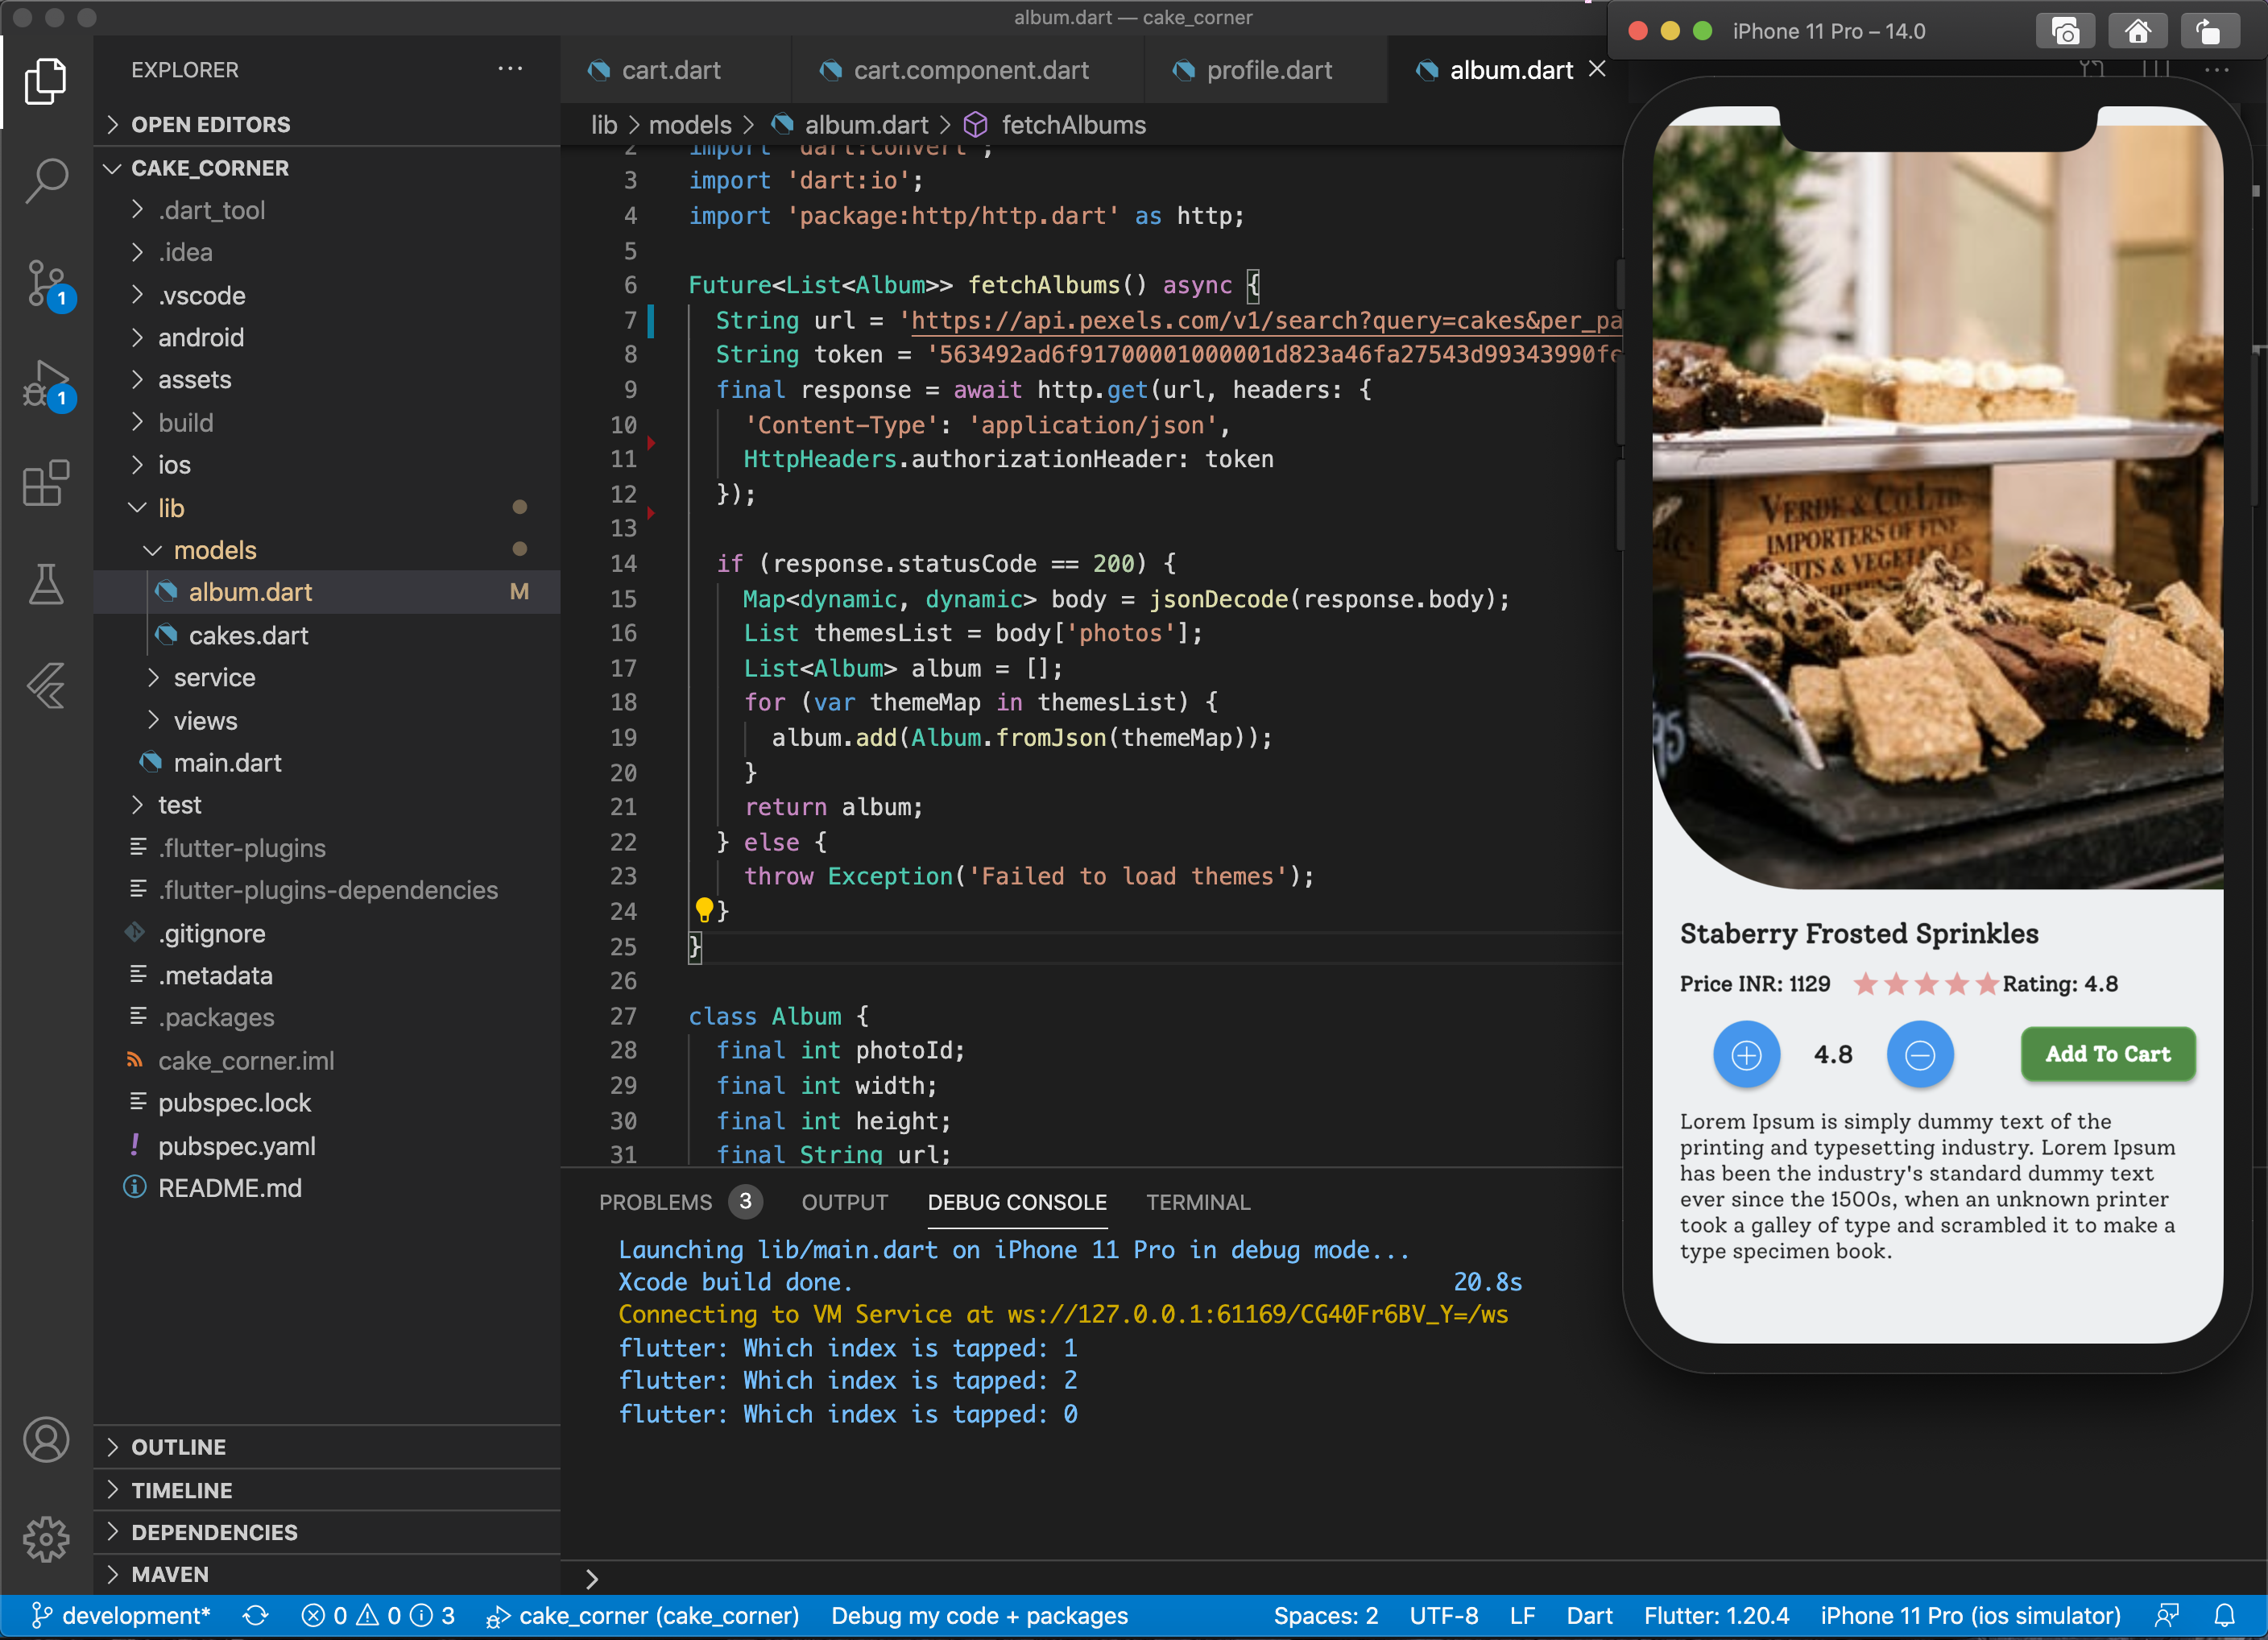 album.dart — cake_corner
iPhone 11 Pro – 14.0
EXPLORER
OPEN EDITORS
CAKE_CORNER
.dart_tool
.idea
.vscode
android
assets
build
ios
lib
models
album.dart
M
cakes.dart
service
views
main.dart
test
.flutter-plugins
.flutter-plugins-dependencies
.gitignore
.metadata
.packages
cake_corner.iml
pubspec.lock
pubspec.yaml
README.md
OUTLINE
TIMELINE
DEPENDENCIES
MAVEN
1
1
cart.dart
cart.component.dart
profile.dart
album.dart
lib > models > album.dart > fetchAlbums
2 import 'dart:convert';
3 import 'dart:io';
4 import 'package:http/http.dart' as http;
5
6 Future<List<Album>> fetchAlbums() async {
7 String url = 'https://api.pexels.com/v1/search?query=cakes&per_pa
8 String token = '563492ad6f91700001000001d823a46fa27543d99343990fe
9 final response = await http.get(url, headers: {
10 'Content-Type': 'application/json',
11 HttpHeaders.authorizationHeader: token
12 });
13
14 if (response.statusCode == 200) {
15 Map<dynamic, dynamic> body = jsonDecode(response.body);
16 List themesList = body['photos'];
17 List<Album> album = [];
18 for (var themeMap in themesList) {
19 album.add(Album.fromJson(themeMap));
20 }
21 return album;
22 } else {
23 throw Exception('Failed to load themes');
24 }
25 }
26
27 class Album {
28 final int photoId;
29 final int width;
30 final int height;
31 final String url;
PROBLEMS 3 OUTPUT DEBUG CONSOLE TERMINAL
Launching lib/main.dart on iPhone 11 Pro in debug mode...
Xcode build done. 20.8s
Connecting to VM Service at ws://127.0.0.1:61169/CG40Fr6BV_Y=/ws
flutter: Which index is tapped: 1
flutter: Which index is tapped: 2
flutter: Which index is tapped: 0
VERDE & CO LTD.
IMPORTERS OF FINE
& VEGETABLES
95
Staberry Frosted Sprinkles
Price INR: 1129 Rating: 4.8
4.8
Add To Cart
Lorem Ipsum is simply dummy text of the
printing and typesetting industry. Lorem Ipsum
has been the industry's standard dummy text
ever since the 1500s, when an unknown printer
took a galley of type and scrambled it to make a
type specimen book.
development* 0 0 3 cake_corner (cake_corner) Debug my code + packages Spaces: 2 UTF-8 LF Dart Flutter: 1.20.4 iPhone 11 Pro (ios simulator)